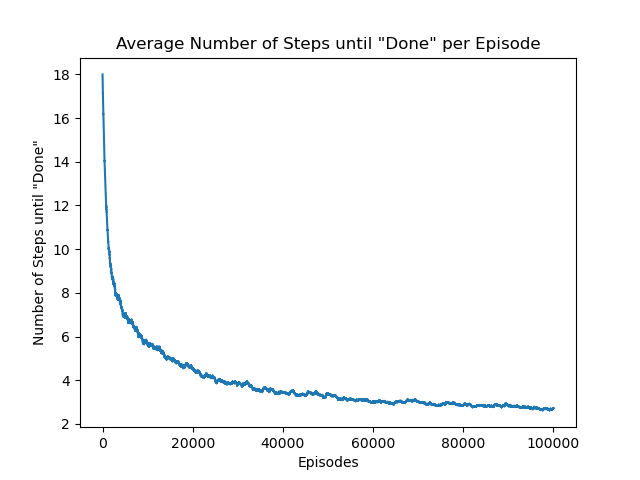 Average Number of Steps until "Done" per Episode
Number of Steps until "Done"
18
16
14
12
10
8
6
4
2
0 20000 40000 60000 80000 100000
Episodes